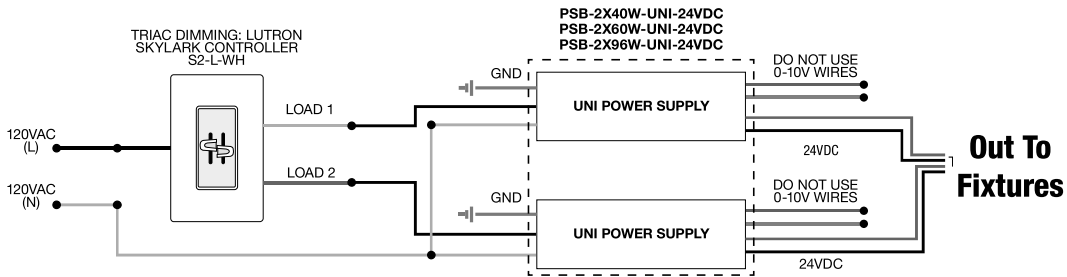 PSB-2X40W-UNI-24VDC
PSB-2X60W-UNI-24VDC
PSB-2X96W-UNI-24VDC
TRIAC DIMMING: LUTRON
SKYLARK CONTROLLER
S2-L-WH
GND
DO NOT USE
0-10V WIRES
UNI POWER SUPPLY
LOAD 1
120VAC
(L)
24VDC
Out To
Fixtures
LOAD 2
120VAC
(N)
GND
DO NOT USE
0-10V WIRES
UNI POWER SUPPLY
24VDC